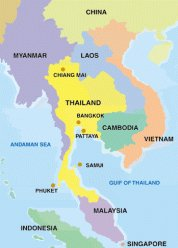 CHINA
MYANMAR
LAOS
CHIANG MAI
THAILAND
BANGKOK
CAMBODIA
PATTAYA
VIETNAM
ANDAMAN SEA
SAMUI
GULF OF THAILAND
PHUKET
MALAYSIA
INDONESIA
SINGAPORE